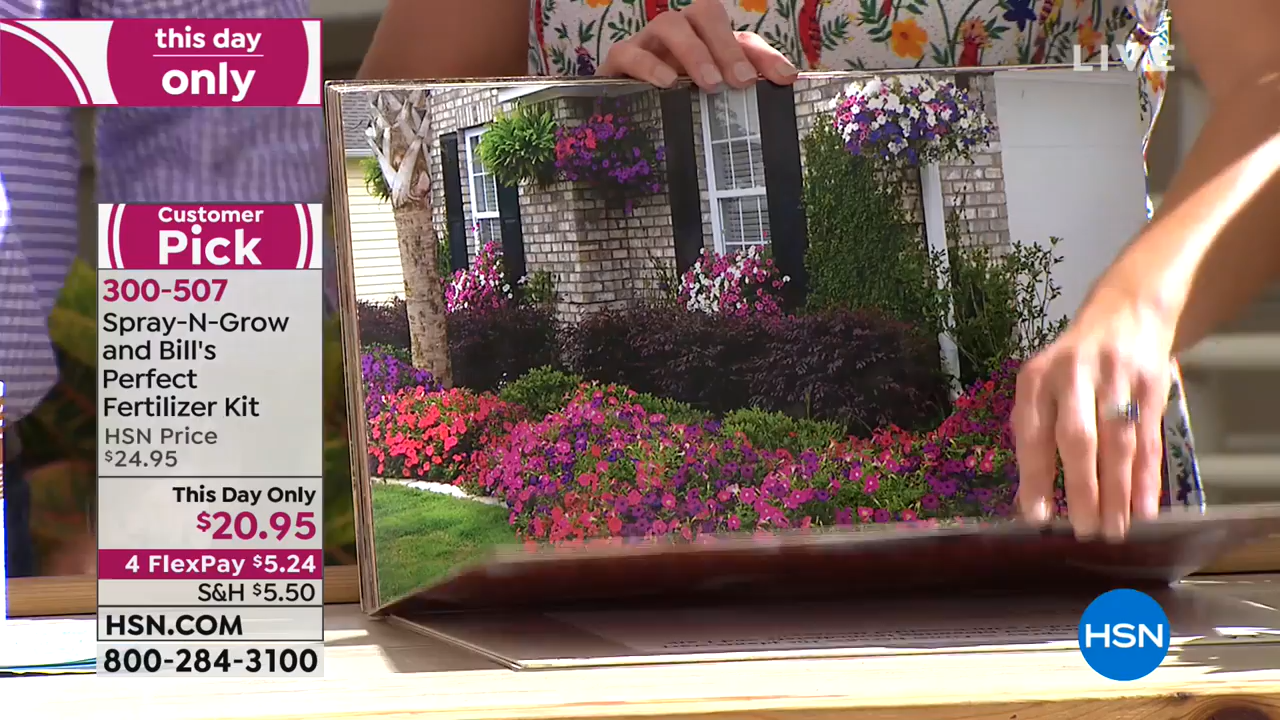 this day
only
LIVE
Customer
Pick
300-507
Spray-N-Grow
and Bill's
Perfect
Fertilizer Kit
HSN Price
$24.95
This Day Only
$20.95
4 FlexPay $5.24
S&H $5.50
HSN.COM
800-284-3100
HSN